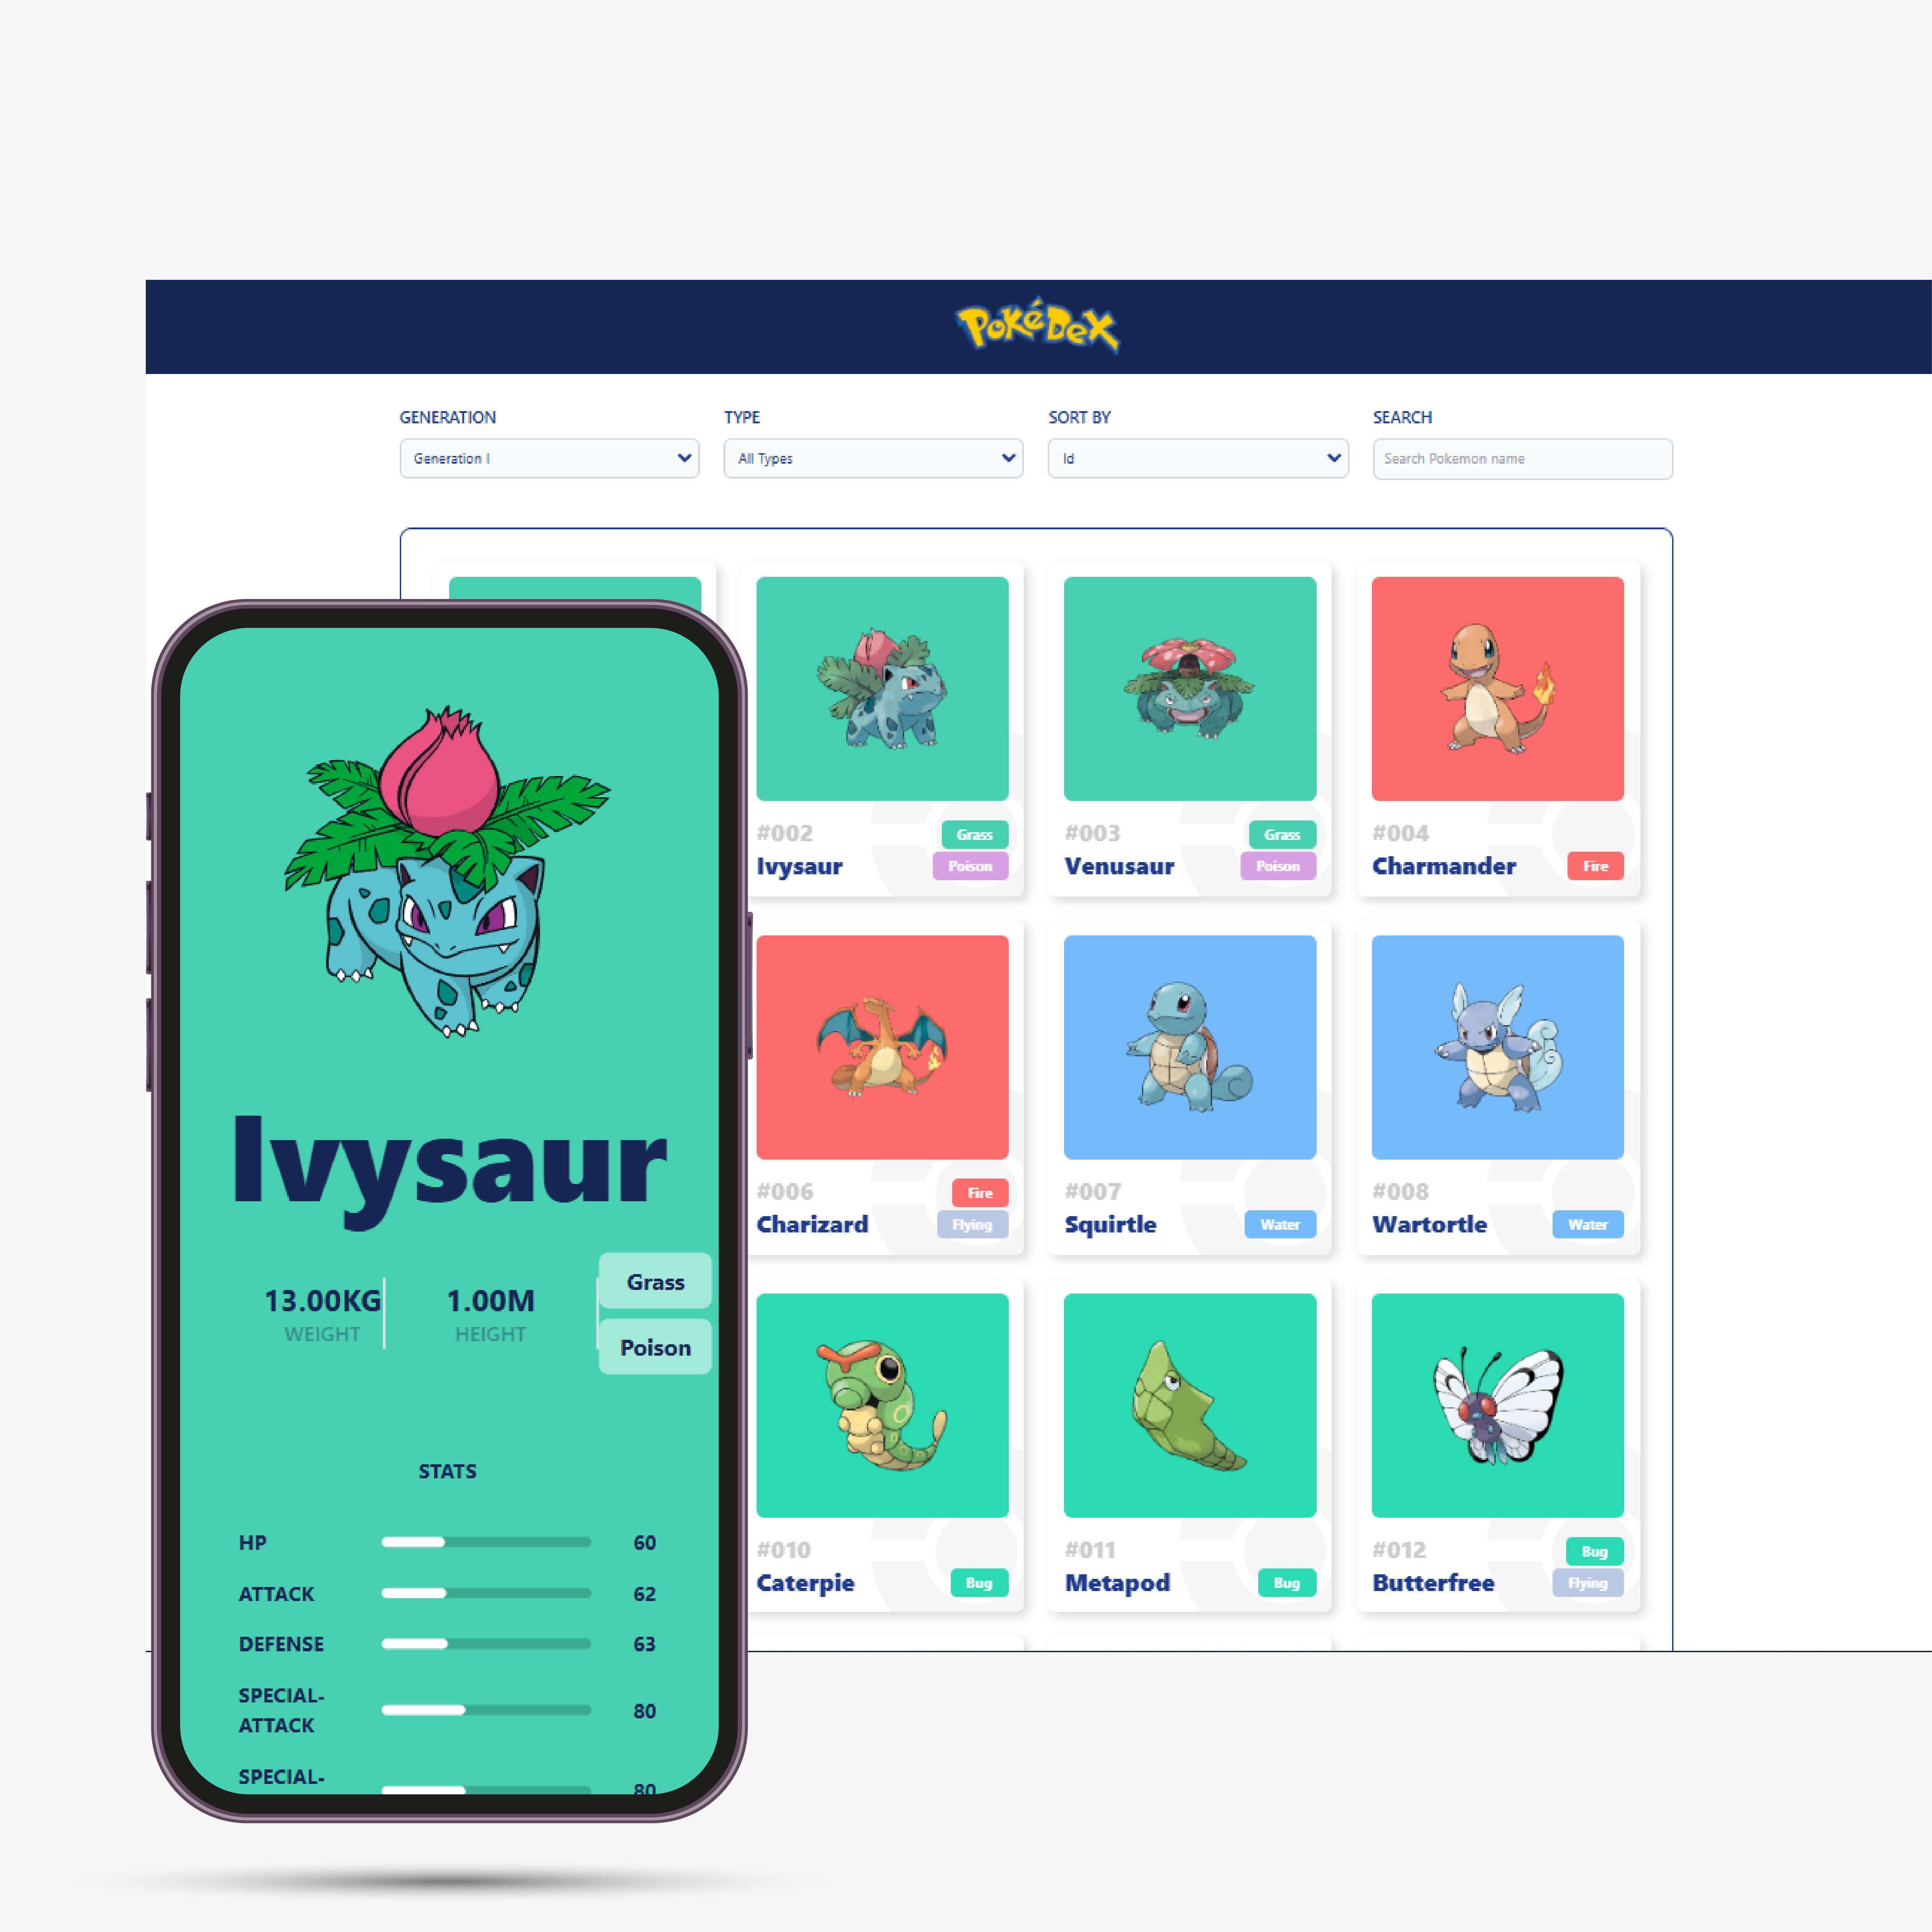 PokéDex
GENERATION
TYPE
SORT BY
SEARCH
Generation I
All Types
Id
Search Pokemon name
#002
Grass
Ivysaur
Poison
#003
Grass
Venusaur
Poison
#004
Charmander
Fire
#006
Fire
Charizard
Flying
#007
Squirtle
Water
#008
Wartortle
Water
#010
Caterpie
Bug
#011
Metapod
Bug
#012
Bug
Butterfree
Flying
Ivysaur
13.00KG
WEIGHT
1.00M
HEIGHT
Grass
Poison
STATS
HP
60
ATTACK
62
DEFENSE
63
SPECIAL-
ATTACK
80
SPECIAL-
80